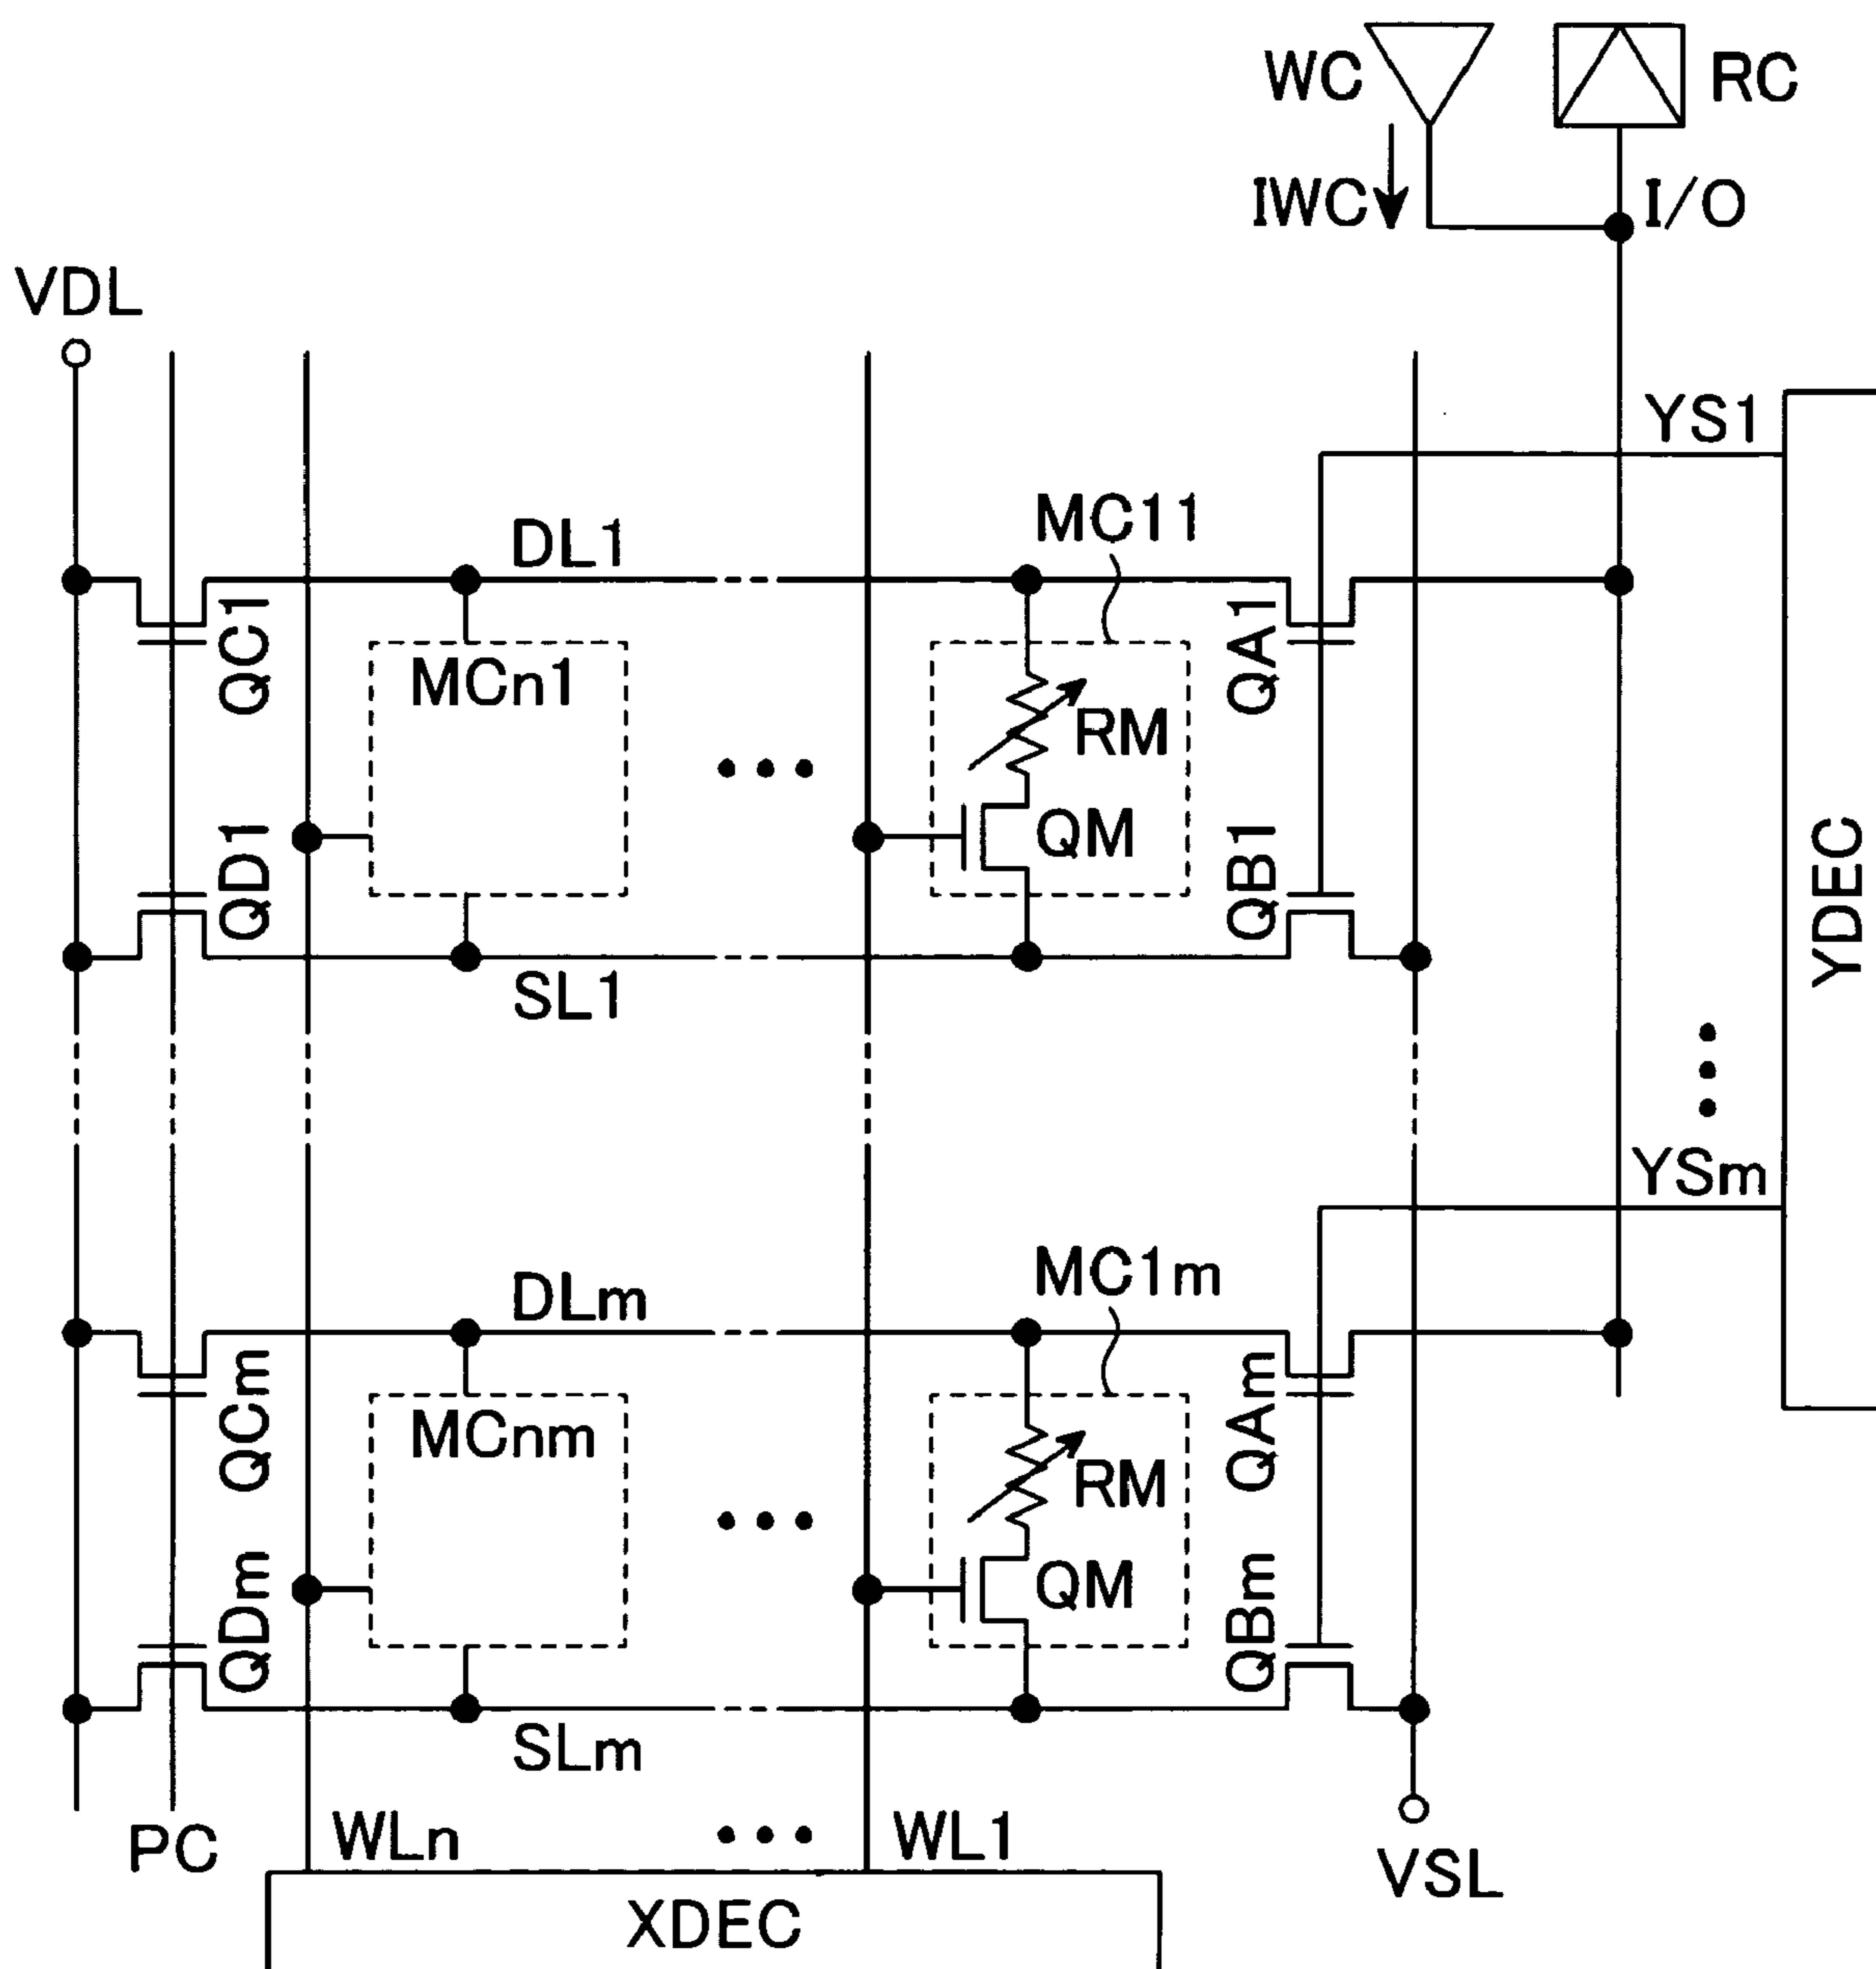 WC
RC
IWC
I/O
VDL
YS1
MC11
DL1
QC1
MCn1
RM
QA1
QD1
QM
QB1
YDEC
SL1
YSm
MC1m
DLm
QCm
MCnm
RM
QAm
QDm
QM
QBm
SLm
PC
WLn
WL1
VSL
XDEC